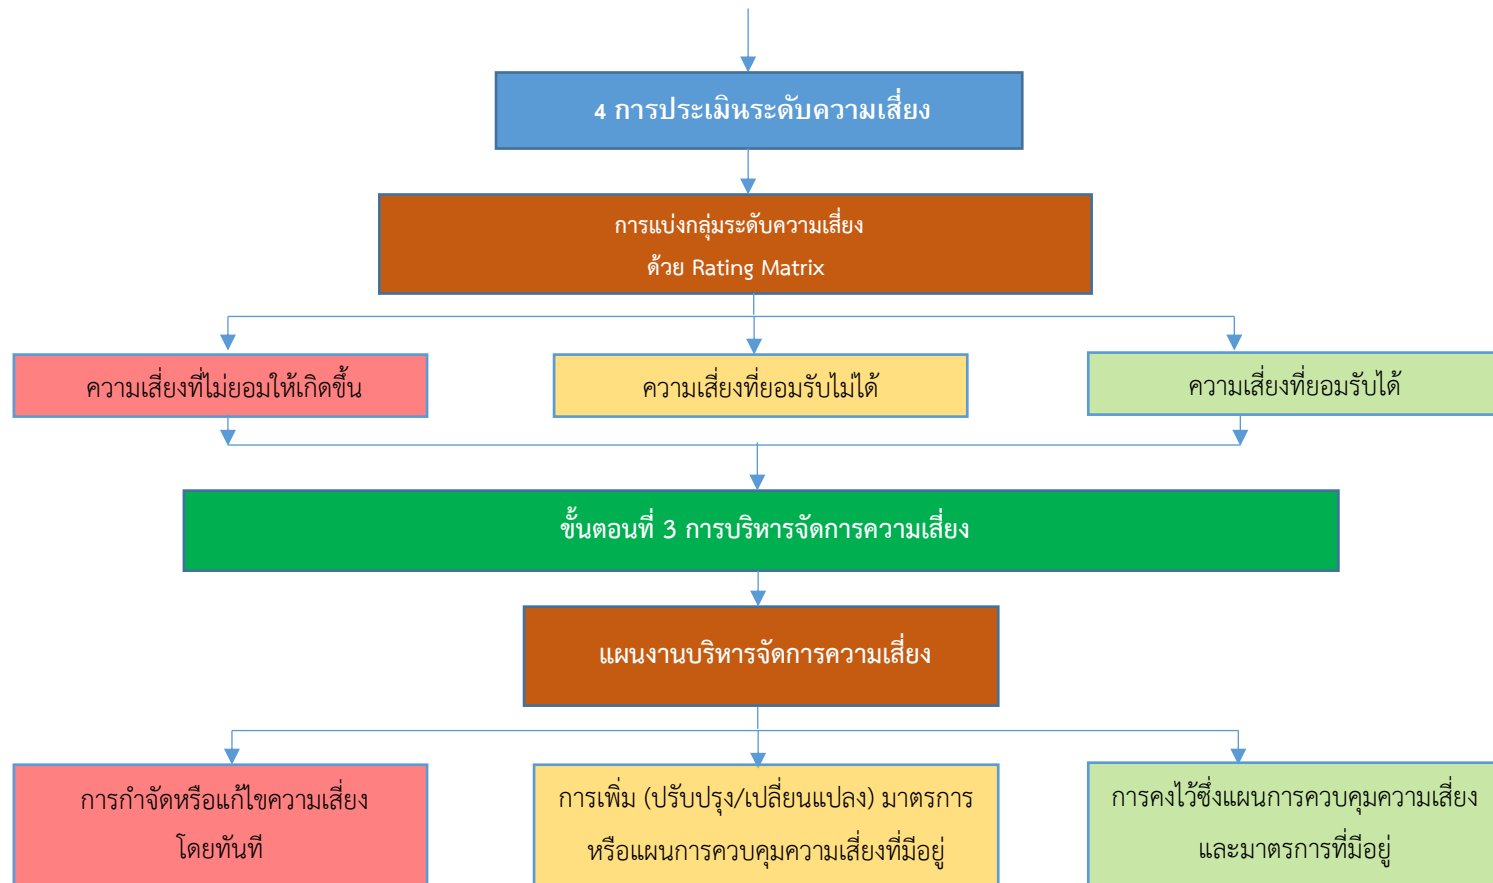 4 การประเมินระดับความเสี่ยง
การแบ่งกลุ่มระดับความเสี่ยง
ด้วย Rating Matrix
ความเสี่ยงที่ไม่ยอมให้เกิดขึ้น
ความเสี่ยงที่ยอมรับไม่ได้
ความเสี่ยงที่ยอมรับได้
ขั้นตอนที่ 3 การบริหารจัดการความเสี่ยง
แผนงานบริหารจัดการความเสี่ยง
การกำจัดหรือแก้ไขความเสี่ยง
โดยทันที
การเพิ่ม (ปรับปรุง/เปลี่ยนแปลง) มาตรการ
หรือแผนการควบคุมความเสี่ยงที่มีอยู่
การคงไว้ซึ่งแผนการควบคุมความเสี่ยง
และมาตรการที่มีอยู่